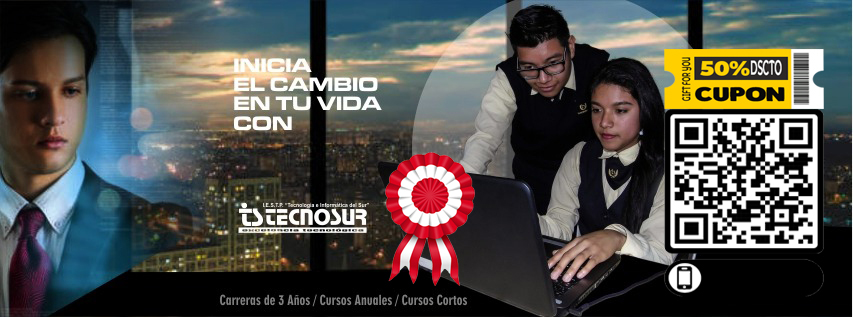 INICIA
EL CAMBIO
EN TU VIDA
CON
I.E.S.T.P. "Tecnología e Informática del Sur"
TECNOSUR
excelencia tecnológica
Carreras de 3 Años / Cursos Anuales / Cursos Cortos
GIFT FOR YOU
50% DSCTO
CUPON